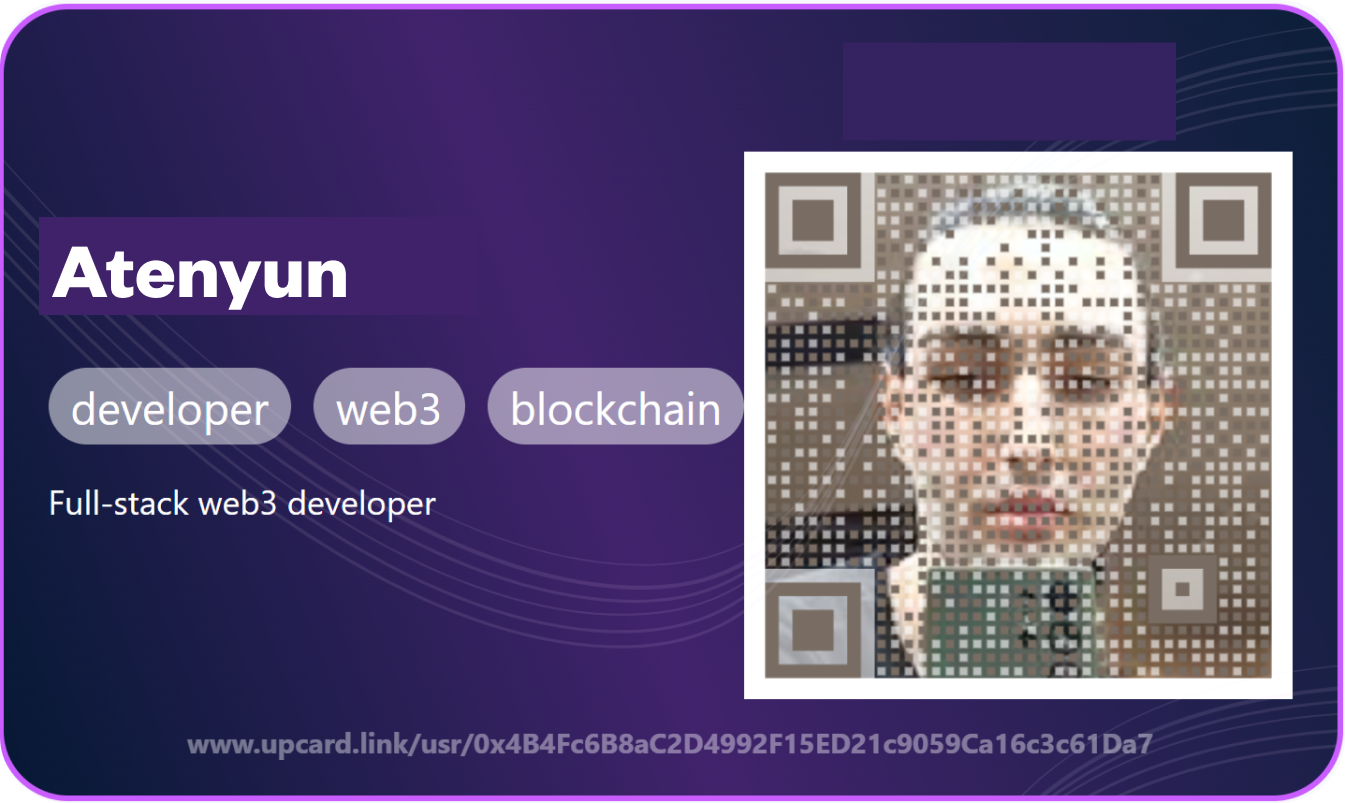 Atenyun
developer web3 blockchain
Full-stack web3 developer
www.upcard.link/usr/0x4B4Fc6B8aC2D4992F15ED21c9059Ca16c3c61Da7